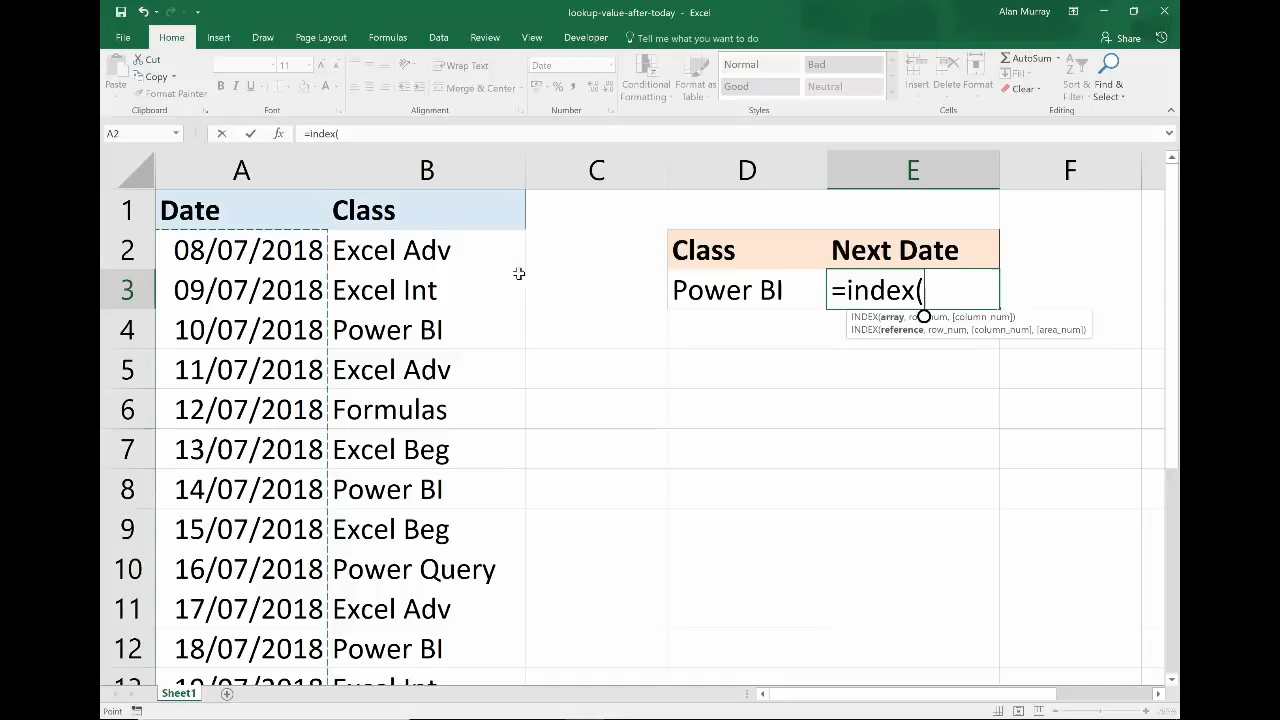 lookup-value-after-today - Excel
Alan Murray
File Home Insert Draw Page Layout Formulas Data Review View Developer Tell me what you want to do Share
Paste
Cut
Copy
Format Painter
Clipboard
11
B I U
Font
Wrap Text
Merge & Center
Alignment
Date
%
Number
Conditional Formatting
Format as Table
Normal Bad
Good Neutral
Styles
Insert Delete Format
Cells
AutoSum
Fill
Clear
Sort & Filter
Find & Select
Editing
A2 fx =index(
A B C D E F
1 Date Class
2 08/07/2018 Excel Adv Class Next Date
3 09/07/2018 Excel Int Power BI =index(
INDEX(array, row_num, [column_num])
INDEX(reference, row_num, [column_num], [area_num])
4 10/07/2018 Power BI
5 11/07/2018 Excel Adv
6 12/07/2018 Formulas
7 13/07/2018 Excel Beg
8 14/07/2018 Power BI
9 15/07/2018 Excel Beg
10 16/07/2018 Power Query
11 17/07/2018 Excel Adv
12 18/07/2018 Power BI
13 19/07/2018 Excel Int
Sheet1
Point